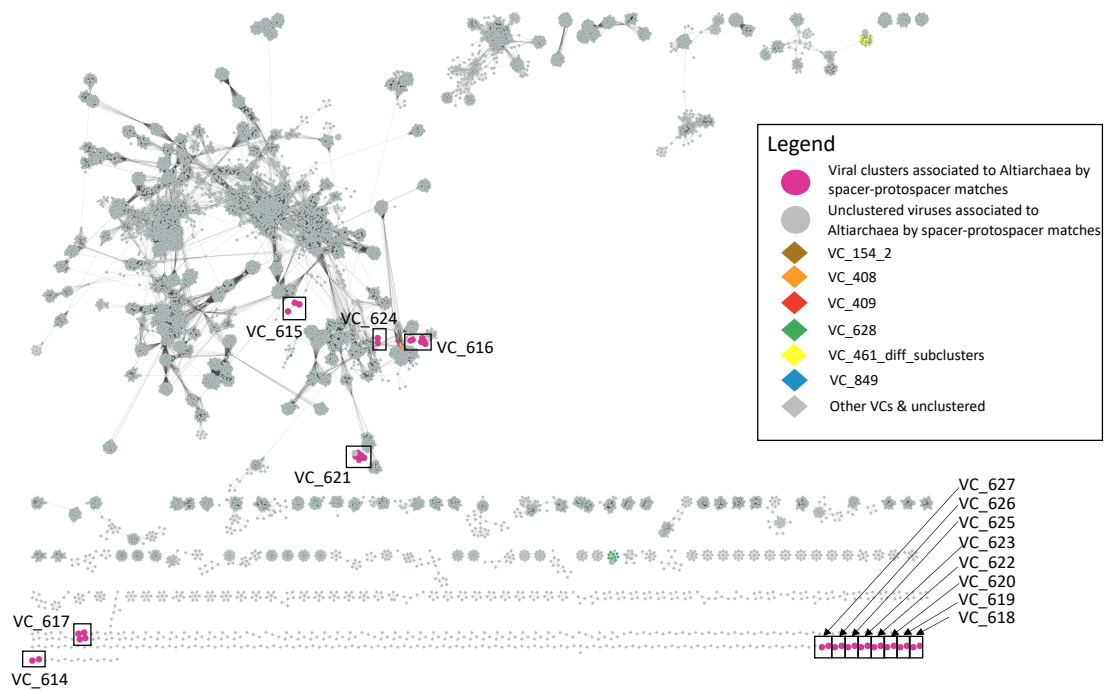 Legend
Viral clusters associated to Altiarchaea by
spacer-protospacer matches
Unclustered viruses associated to
Altiarchaea by spacer-protospacer matches
VC_154_2
VC_408
VC_409
VC_628
VC_461_diff_subclusters
VC_849
Other VCs & unclustered
VC_615
VC_624
VC_616
VC_621
VC_627
VC_626
VC_625
VC_623
VC_622
VC_620
VC_619
VC_618
VC_617
VC_614